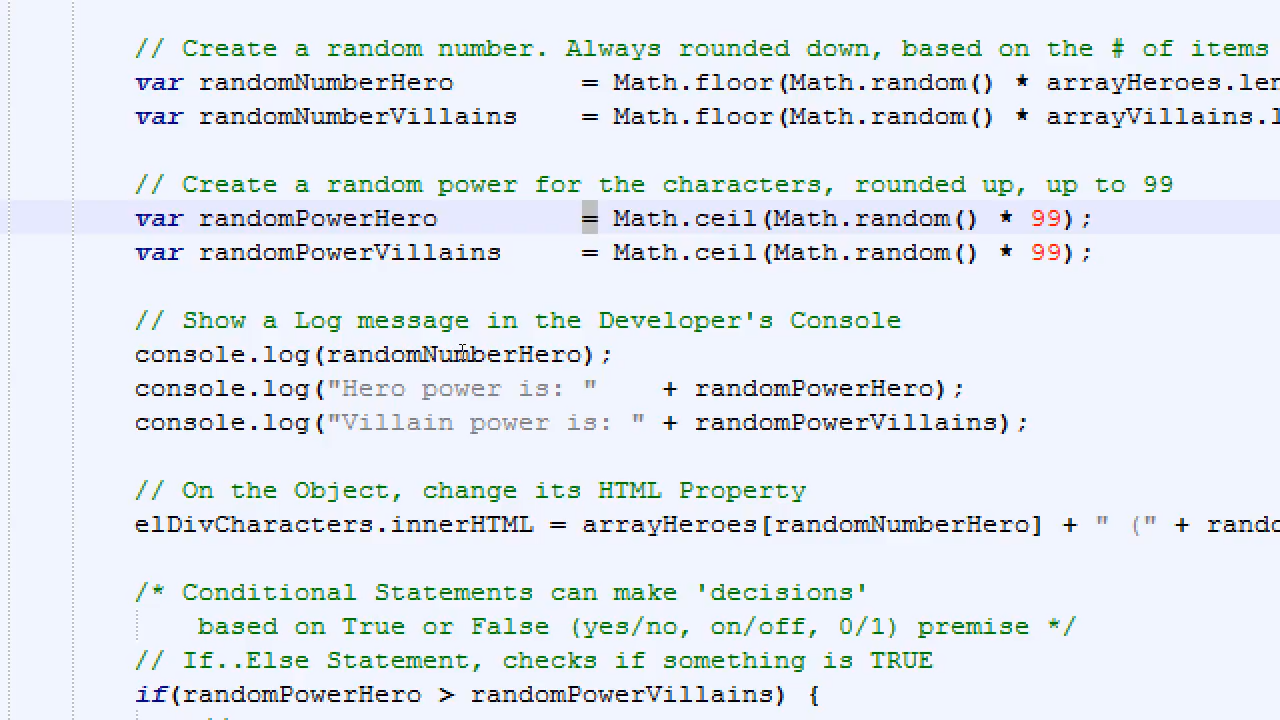 // Create a random number. Always rounded down, based on the # of items
var randomNumberHero = Math.floor(Math.random() * arrayHeroes.len
var randomNumberVillains = Math.floor(Math.random() * arrayVillains.l
// Create a random power for the characters, rounded up, up to 99
var randomPowerHero = Math.ceil(Math.random() * 99);
var randomPowerVillains = Math.ceil(Math.random() * 99);
// Show a Log message in the Developer's Console
console.log(randomNumberHero);
console.log("Hero power is: " + randomPowerHero);
console.log("Villain power is: " + randomPowerVillains);
// On the Object, change its HTML Property
elDivCharacters.innerHTML = arrayHeroes[randomNumberHero] + " (" + rando
/* Conditional Statements can make 'decisions'
based on True or False (yes/no, on/off, 0/1) premise */
// If..Else Statement, checks if something is TRUE
if(randomPowerHero > randomPowerVillains) {